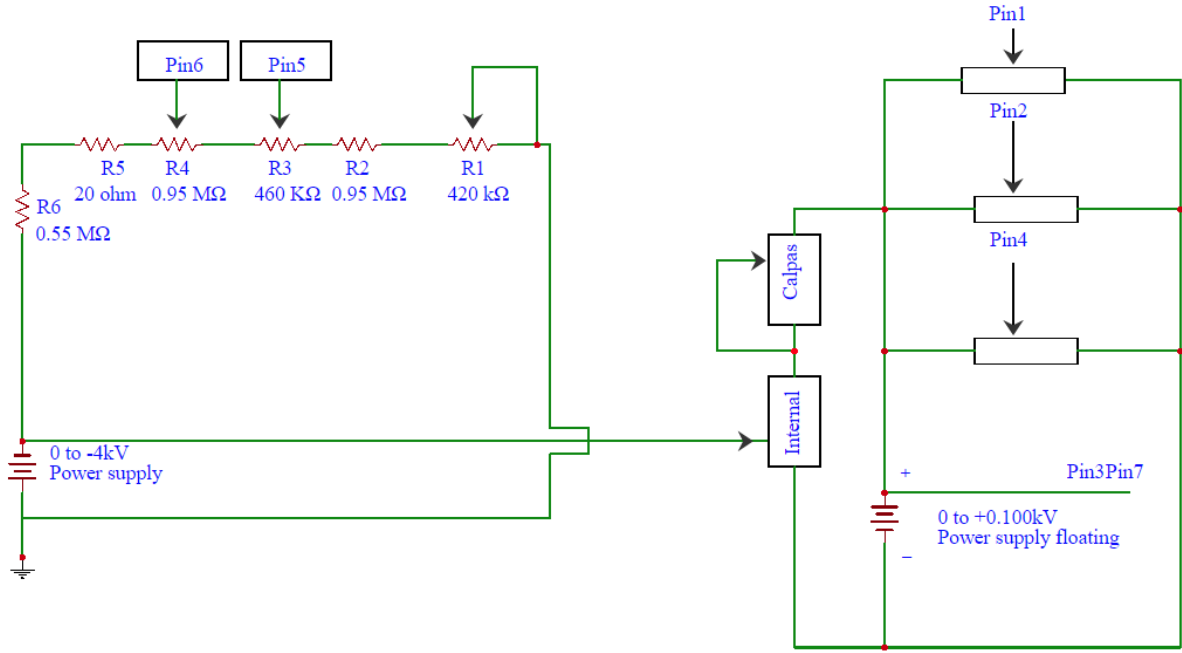 Pin1
Pin6
Pin5
Pin2
R5
R4
R3
R2
R1
20 ohm
0.95 MΩ
460 KΩ
0.95 MΩ
420 kΩ
R6
0.55 MΩ
Pin4
Calpas
Internal
0 to -4kV
Power supply
+
Pin3Pin7
0 to +0.100kV
Power supply floating
−